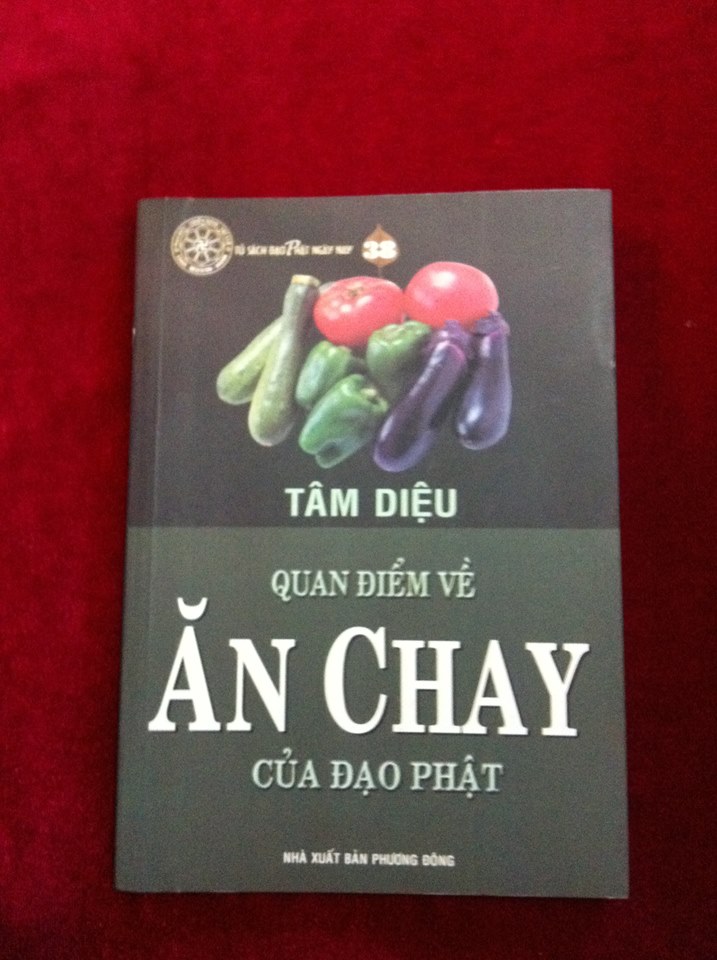 TỦ SÁCH ĐẠO PHẬT NGÀY NAY 38
TÂM DIỆU
QUAN ĐIỂM VỀ
ĂN CHAY
CỦA ĐẠO PHẬT
NHÀ XUẤT BẢN PHƯƠNG ĐÔNG